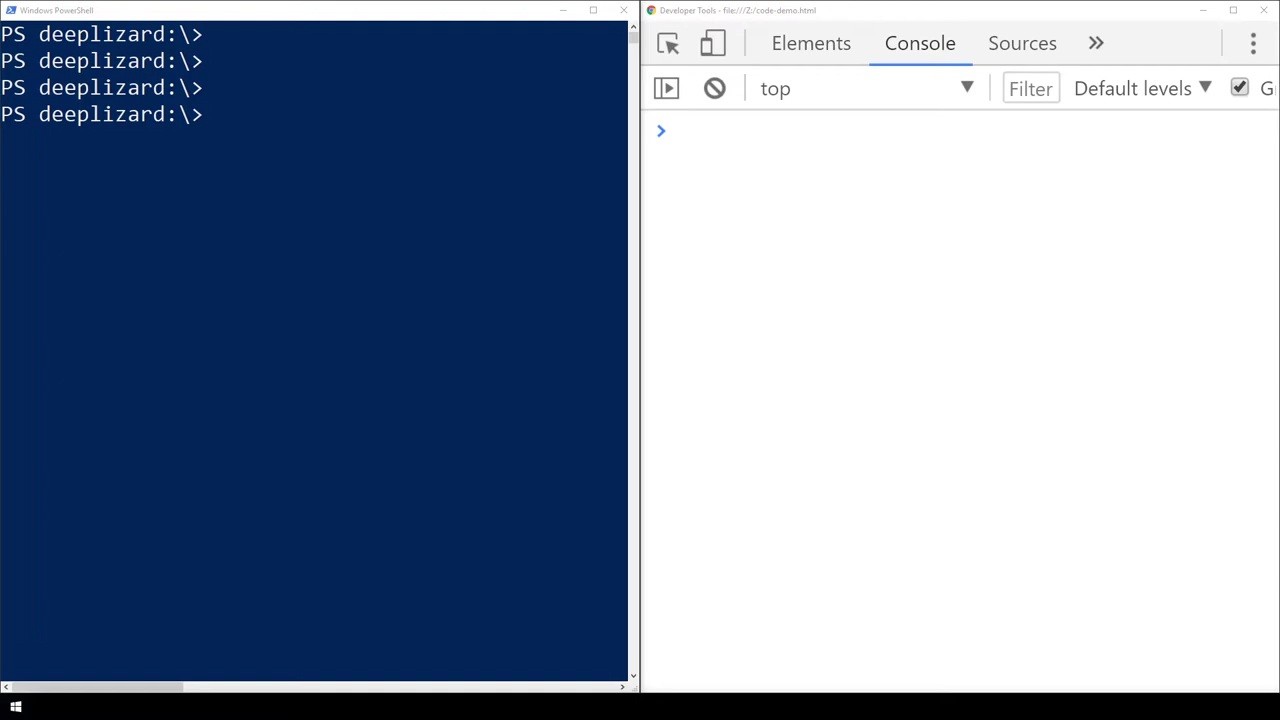 Windows PowerShell
PS deeplizard:\>
PS deeplizard:\>
PS deeplizard:\>
PS deeplizard:\>
Developer Tools - file:///Z:/code-demo.html
Elements Console Sources »
top Filter Default levels G
>